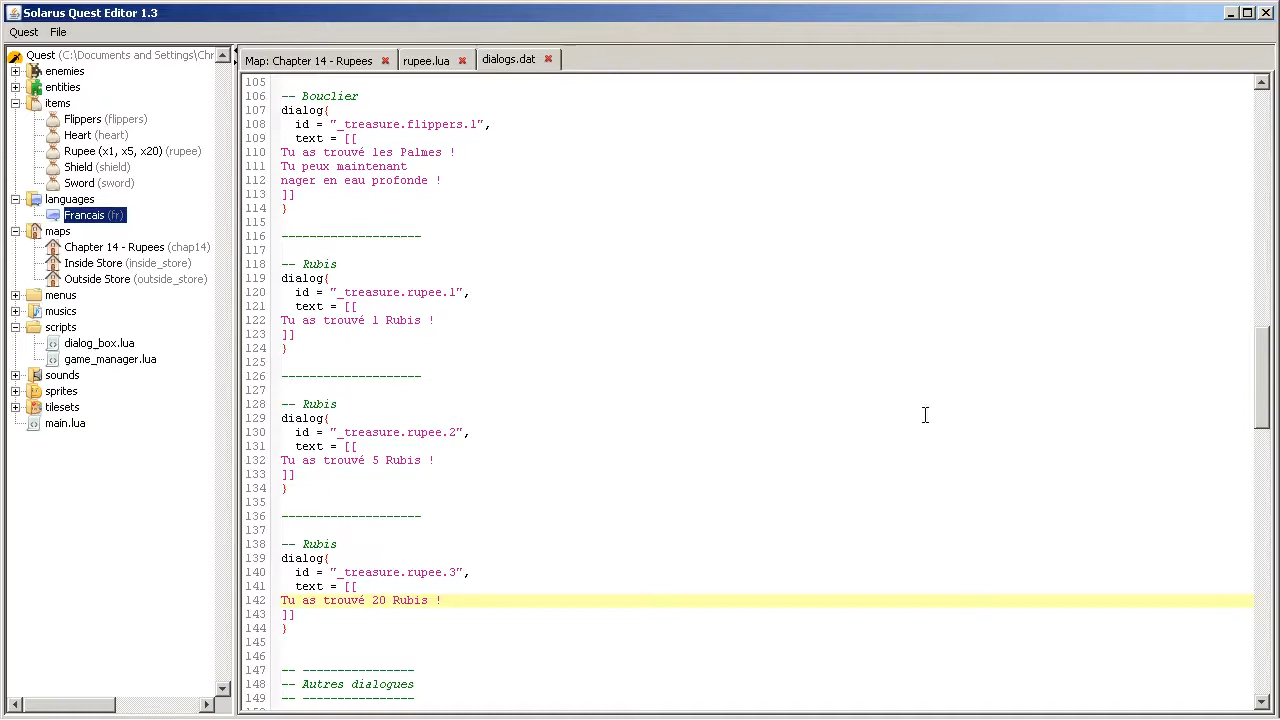 Solarus Quest Editor 1.3
Quest File
Quest (C:\Documents and Settings\Chr
enemies
entities
items
Flippers (flippers)
Heart (heart)
Rupee (x1, x5, x20) (rupee)
Shield (shield)
Sword (sword)
languages
Francais (fr)
maps
Chapter 14 - Rupees (chap14)
Inside Store (inside_store)
Outside Store (outside_store)
menus
musics
scripts
dialog_box.lua
game_manager.lua
sounds
sprites
tilesets
main.lua
Map: Chapter 14 - Rupees rupee.lua dialogs.dat
105
106 -- Bouclier
107 dialog{
108 id = "_treasure.flippers.1",
109 text = [[
110 Tu as trouvé les Palmes !
111 Tu peux maintenant
112 nager en eau profonde !
113 ]]
114 }
115
116 --------------------
117
118 -- Rubis
119 dialog{
120 id = "_treasure.rupee.1",
121 text = [[
122 Tu as trouvé 1 Rubis !
123 ]]
124 }
125
126 --------------------
127
128 -- Rubis
129 dialog{
130 id = "_treasure.rupee.2",
131 text = [[
132 Tu as trouvé 5 Rubis !
133 ]]
134 }
135
136 --------------------
137
138 -- Rubis
139 dialog{
140 id = "_treasure.rupee.3",
141 text = [[
142 Tu as trouvé 20 Rubis !
143 ]]
144 }
145
146
147 -- ----------------
148 -- Autres dialogues
149 -- ----------------